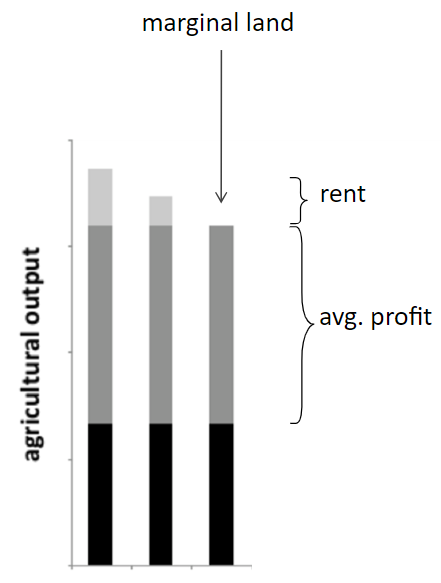 marginal land
rent
avg. profit
agricultural output